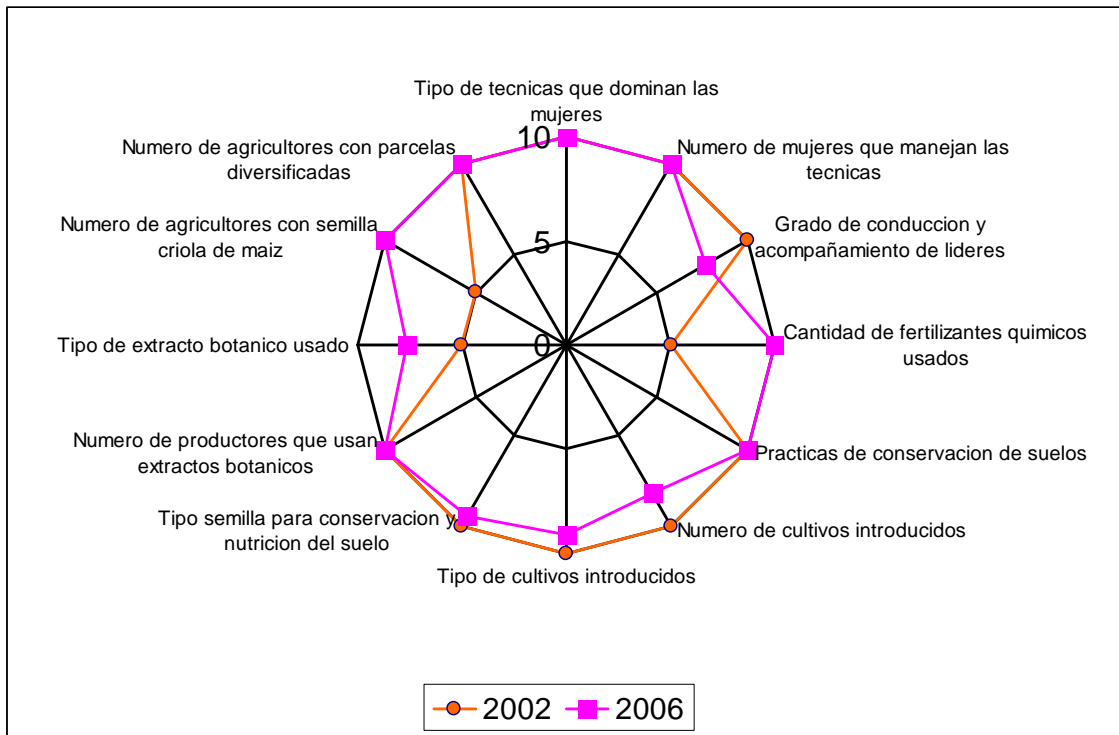 Tipo de tecnicas que dominan las
mujeres
10
Numero de agricultores con parcelas
diversificadas
Numero de mujeres que manejan las
tecnicas
Numero de agricultores con semilla
criola de maiz
5
Grado de conduccion y
acompañamiento de lideres
Tipo de extracto botanico usado
0
Cantidad de fertilizantes quimicos
usados
Numero de productores que usan
extractos botanicos
Practicas de conservacion de suelos
Tipo semilla para conservacion y
nutricion del suelo
Numero de cultivos introducidos
Tipo de cultivos introducidos
2002
2006